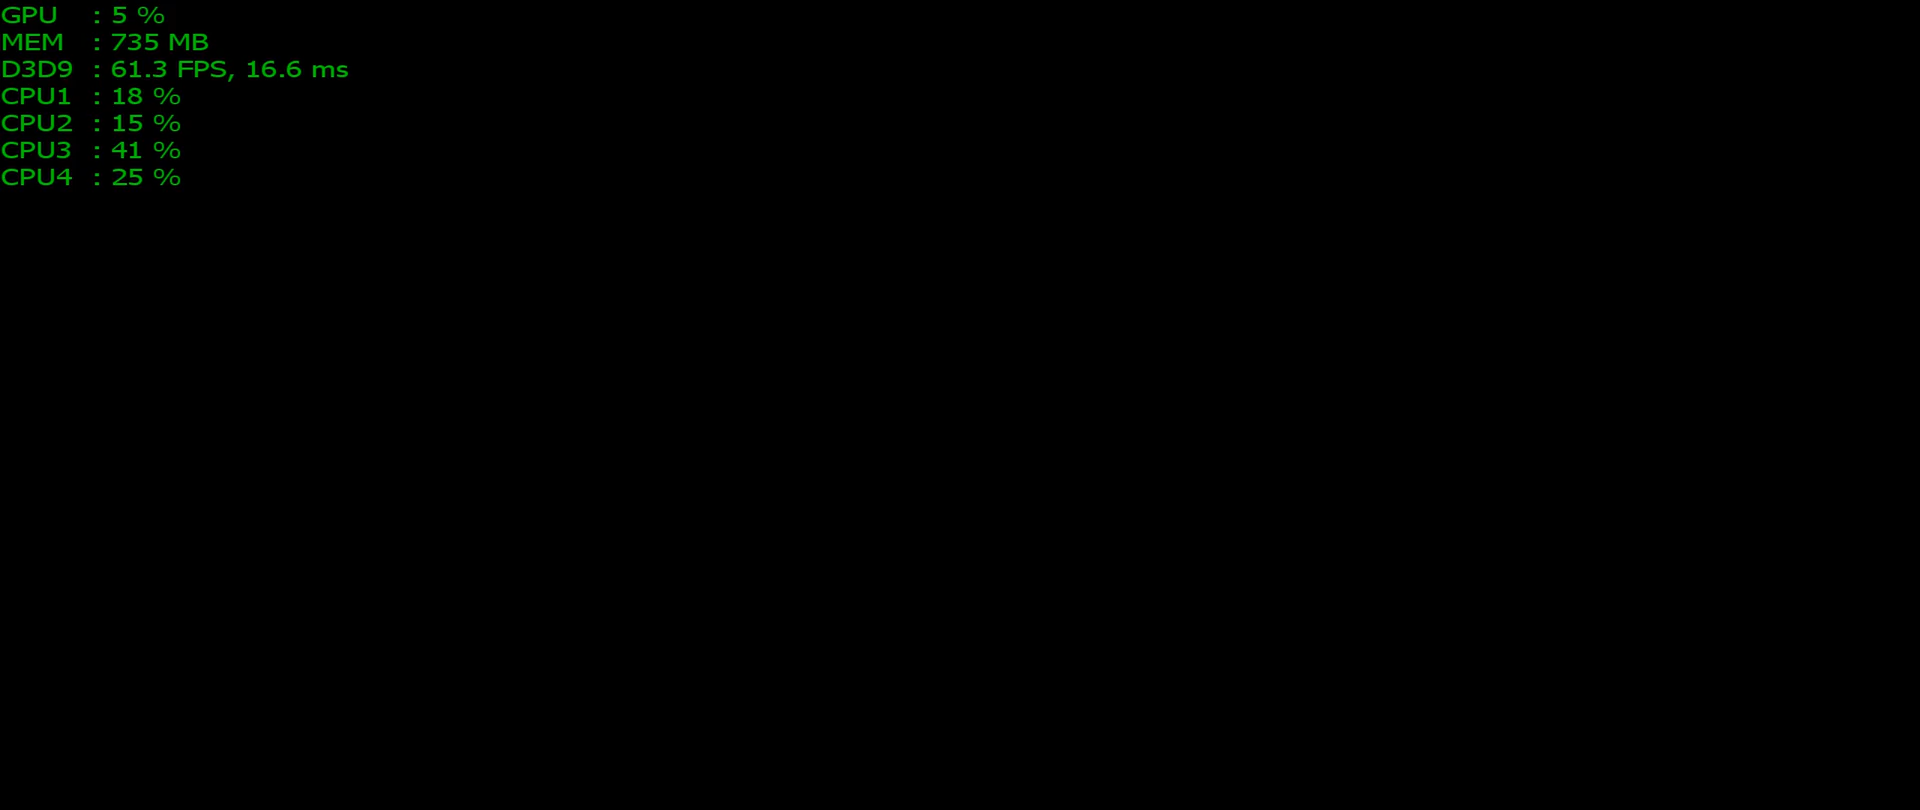 GPU : 5 %
MEM : 735 MB
D3D9 : 61.3 FPS, 16.6 ms
CPU1 : 18 %
CPU2 : 15 %
CPU3 : 41 %
CPU4 : 25 %